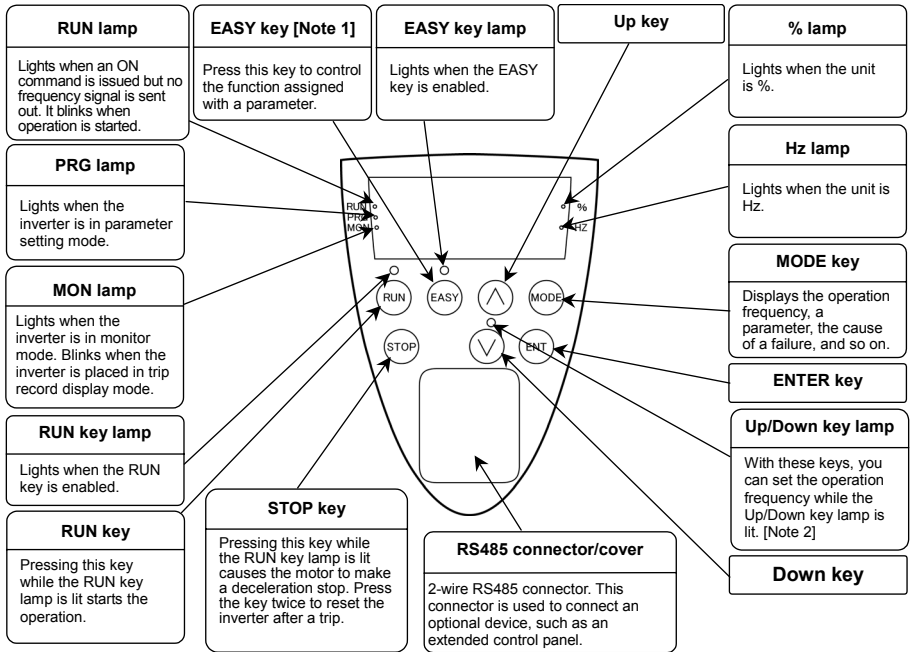 RUN lamp
Lights when an ON
command is issued but no
frequency signal is sent
out. It blinks when
operation is started.
EASY key [Note 1]
Press this key to control
the function assigned
with a parameter.
EASY key lamp
Lights when the EASY
key is enabled.
Up key
% lamp
Lights when the unit
is %.
PRG lamp
Lights when the
inverter is in parameter
setting mode.
Hz lamp
Lights when the unit is
Hz.
MON lamp
Lights when the
inverter is in monitor
mode. Blinks when the
inverter is placed in trip
record display mode.
RUN
PRG
MON
%
HZ
RUN
EASY
MODE
STOP
ENT
MODE key
Displays the operation
frequency, a
parameter, the cause
of a failure, and so on.
ENTER key
RUN key lamp
Lights when the RUN
key is enabled.
Up/Down key lamp
With these keys, you
can set the operation
frequency while the
Up/Down key lamp is
lit. [Note 2]
RUN key
Pressing this key
while the RUN key
lamp is lit starts the
operation.
STOP key
Pressing this key while
the RUN key lamp is lit
causes the motor to make
a deceleration stop. Press
the key twice to reset the
inverter after a trip.
RS485 connector/cover
2-wire RS485 connector. This
connector is used to connect an
optional device, such as an
extended control panel.
Down key